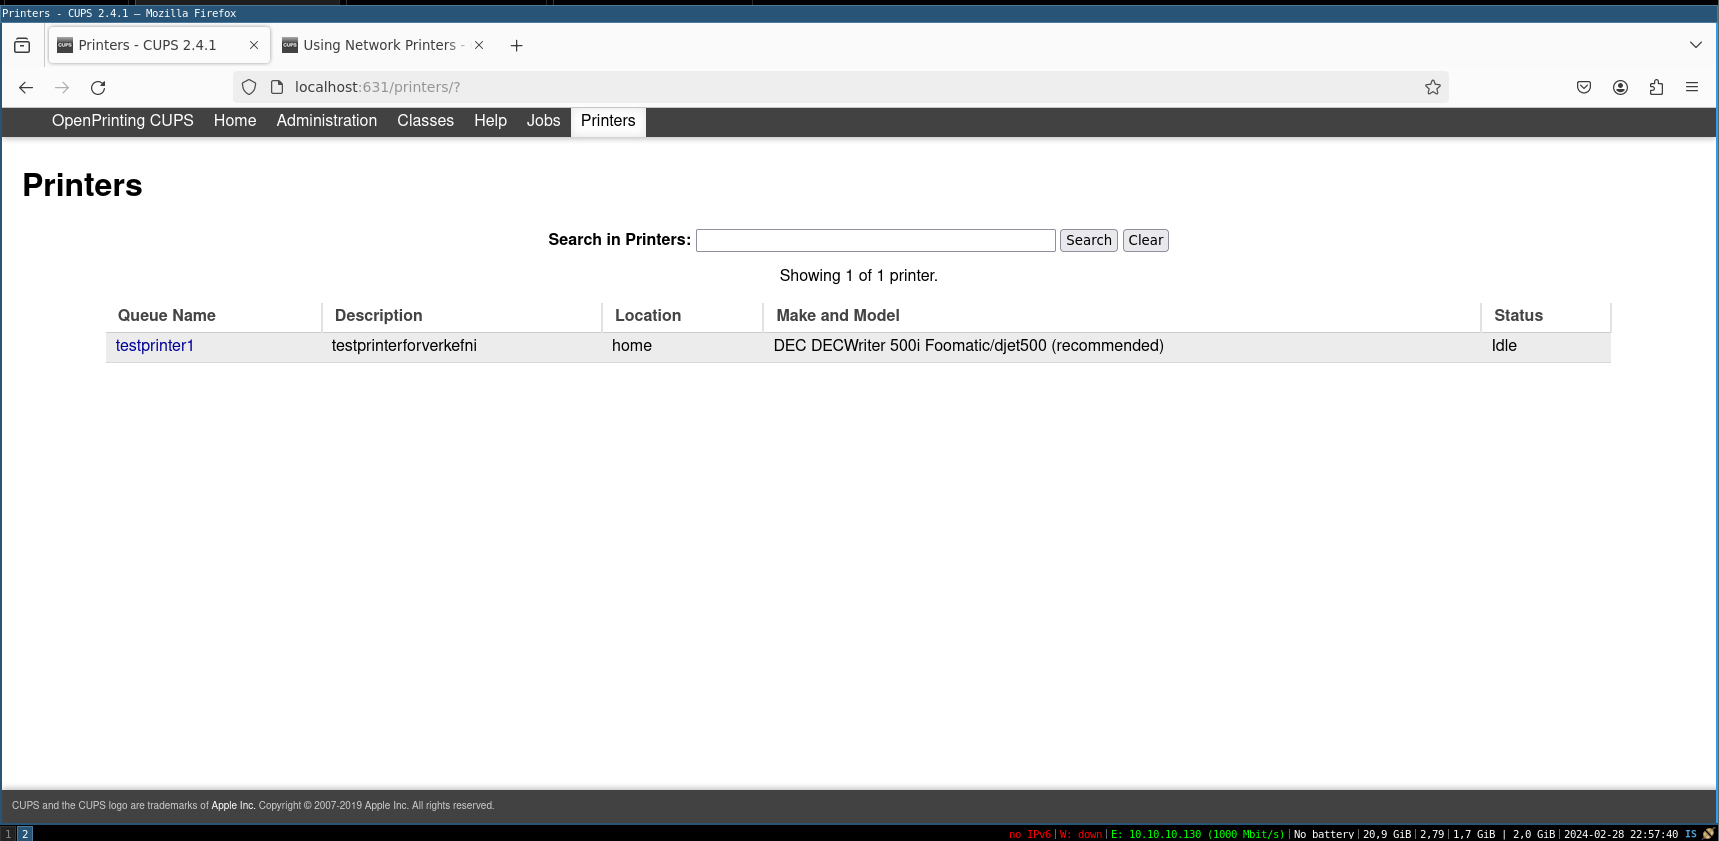 Printers - CUPS 2.4.1 — Mozilla Firefox
Printers - CUPS 2.4.1
Using Network Printers -
localhost:631/printers/?
OpenPrinting CUPS Home Administration Classes Help Jobs Printers
Printers
Search in Printers: Search Clear
Showing 1 of 1 printer.
Queue Name Description Location Make and Model Status
testprinter1 testprinterforverkefni home DEC DECWriter 500i Foomatic/djet500 (recommended) Idle
CUPS and the CUPS logo are trademarks of Apple Inc. Copyright © 2007-2019 Apple Inc. All rights reserved.
1 2 no IPv6|W: down|E: 10.10.10.130 (1000 Mbit/s)|No battery|20,9 GiB|2,79|1,7 GiB | 2,0 GiB|2024-02-28 22:57:40 IS